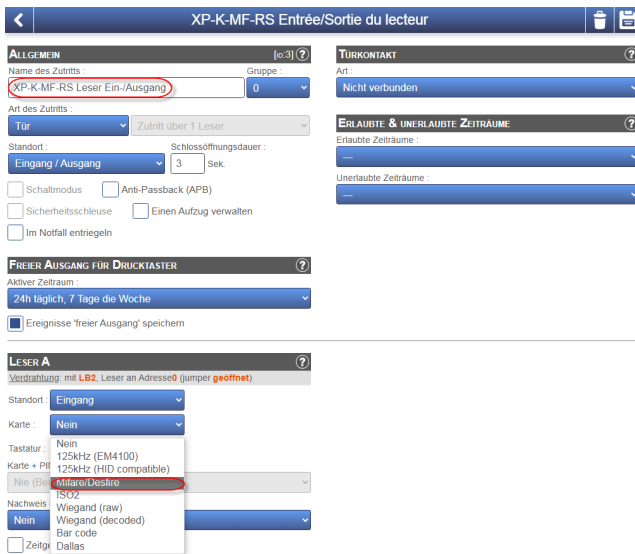 XP-K-MF-RS Entrée/Sortie du lecteur
ALLGEMEIN [ID:3] ?
Name des Zutritts : Gruppe :
XP-K-MF-RS Leser Ein-/Ausgang 0
Art des Zutritts :
Tür Zutritt über 1 Leser
Standort : Schlossöffnungsdauer :
Eingang / Ausgang 3 Sek.
Schaltmodus Anti-Passback (APB)
Sicherheitsschleuse Einen Aufzug verwalten
Im Notfall entriegeln
FREIER AUSGANG FÜR DRUCKTASTER ?
Aktiver Zeitraum :
24h täglich, 7 Tage die Woche
Ereignisse 'freier Ausgang' speichern
TÜRKONTAKT ?
Art :
Nicht verbunden
ERLAUBTE & UNERLAUBTE ZEITRÄUME ?
Erlaubte Zeiträume :
---
Unerlaubte Zeiträume :
---
LESER A ?
Verdrahtung: mit LB2, Leser an Adresse0 (jumper geöffnet)
Standort : Eingang
Karte : Nein
Tastatur :
Nein
125kHz (EM4100)
125kHz (HID compatible)
Mifare/Desfire
ISO2
Wiegand (raw)
Wiegand (decoded)
Bar code
Dallas
Karte +
Nie
Nachweis
Nein